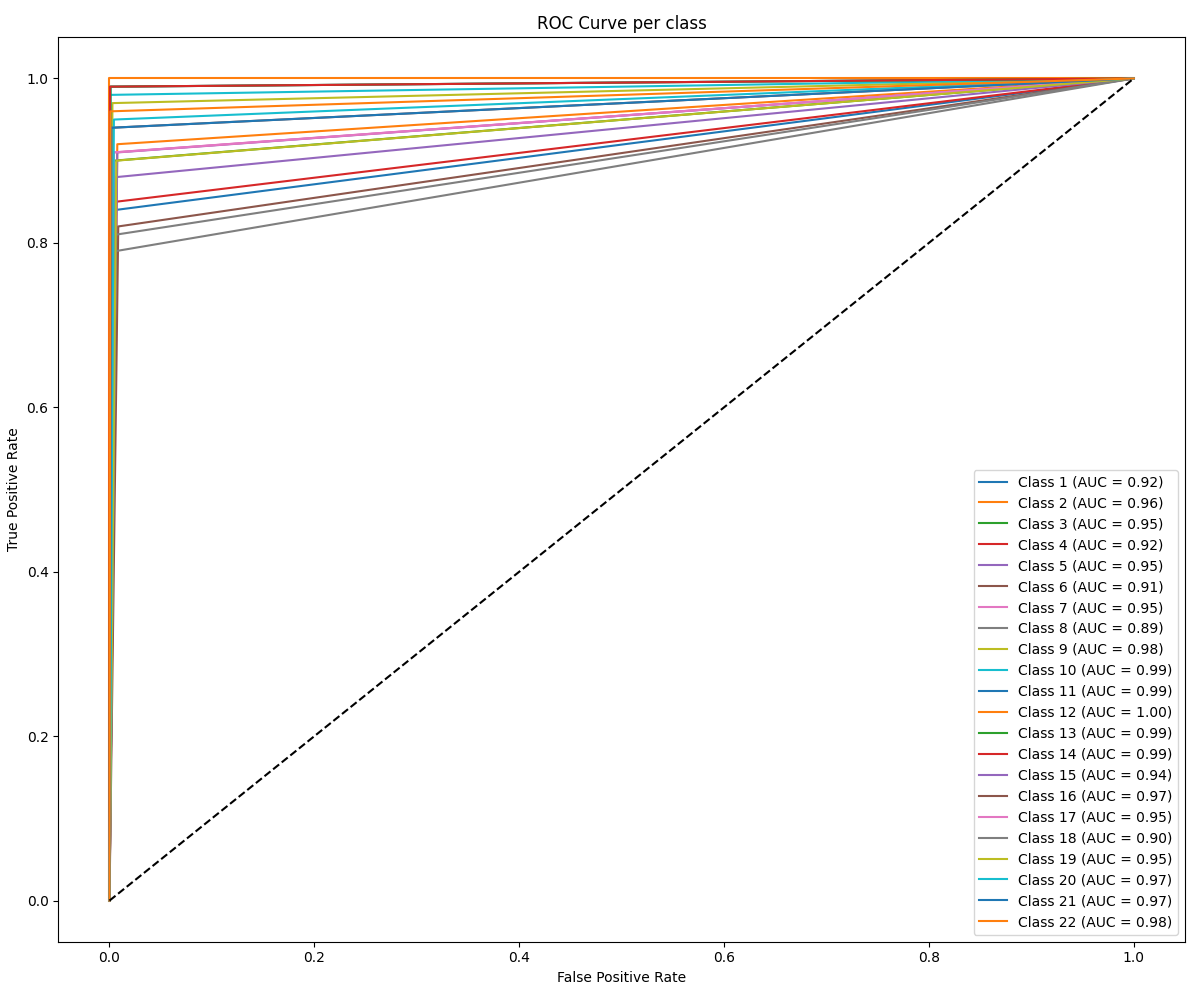 ROC Curve per class
True Positive Rate
1.0
0.8
0.6
0.4
0.2
0.0
Class 1 (AUC = 0.92)
Class 2 (AUC = 0.96)
Class 3 (AUC = 0.95)
Class 4 (AUC = 0.92)
Class 5 (AUC = 0.95)
Class 6 (AUC = 0.91)
Class 7 (AUC = 0.95)
Class 8 (AUC = 0.89)
Class 9 (AUC = 0.98)
Class 10 (AUC = 0.99)
Class 11 (AUC = 0.99)
Class 12 (AUC = 1.00)
Class 13 (AUC = 0.99)
Class 14 (AUC = 0.99)
Class 15 (AUC = 0.94)
Class 16 (AUC = 0.97)
Class 17 (AUC = 0.95)
Class 18 (AUC = 0.90)
Class 19 (AUC = 0.95)
Class 20 (AUC = 0.97)
Class 21 (AUC = 0.97)
Class 22 (AUC = 0.98)
0.0 0.2 0.4 0.6 0.8 1.0
False Positive Rate